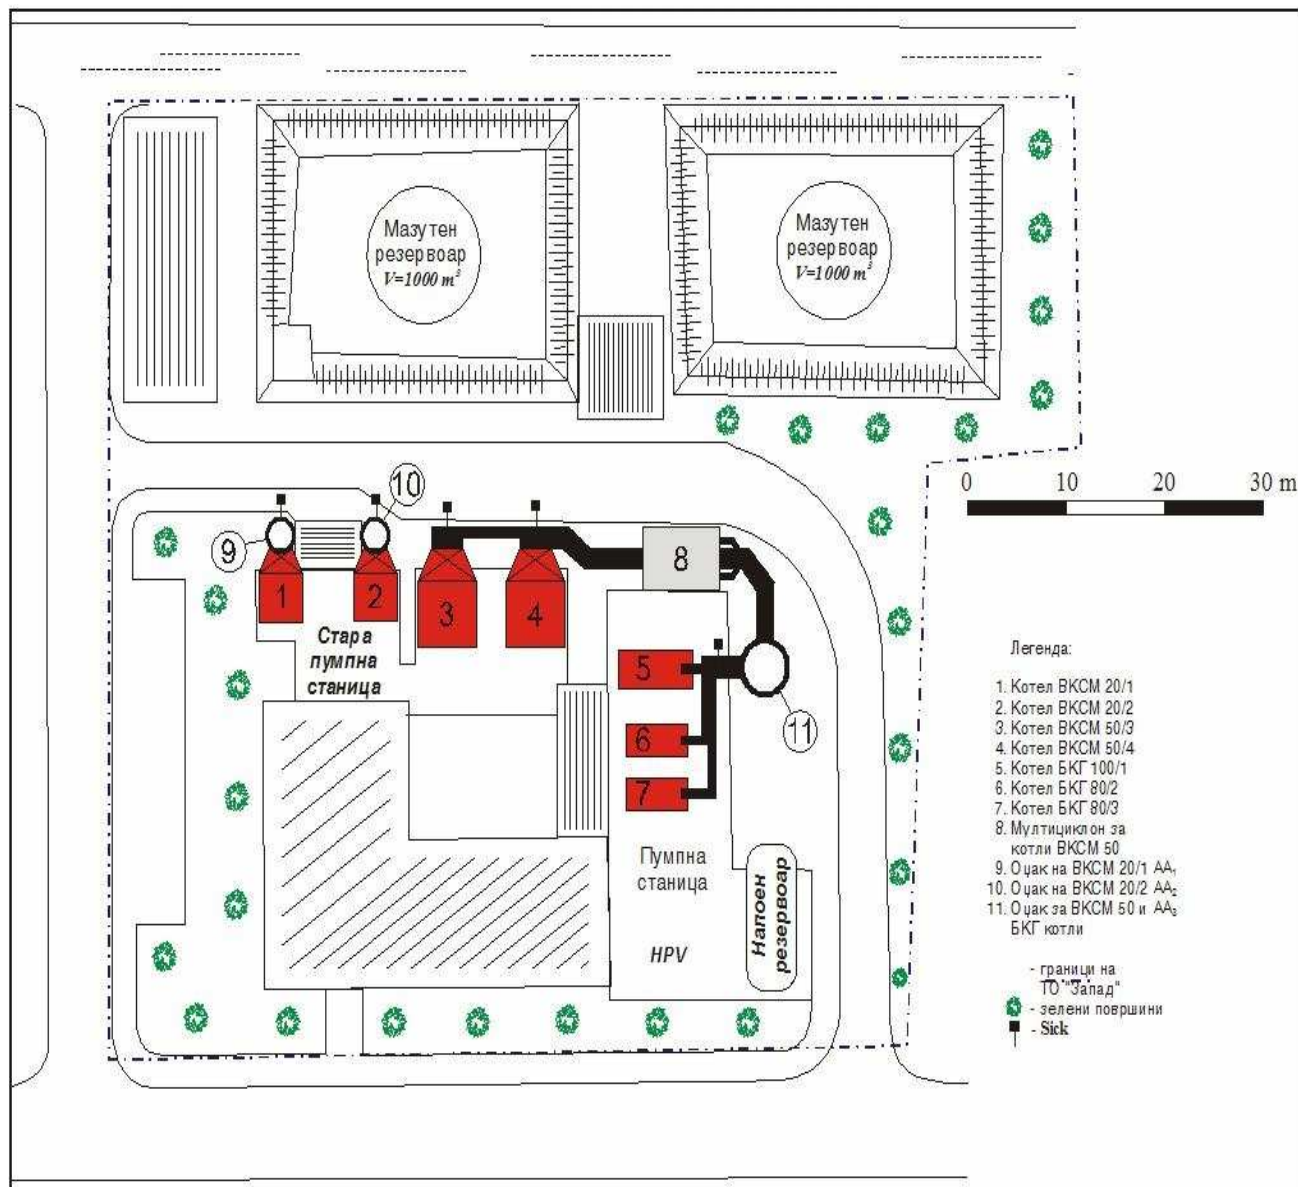 Мазутен
резервоар
V=1000 m³
Мазутен
резервоар
V=1000 m³
0 10 20 30 m
10
9
8
1
2
3
4
Стара
пумпна
станица
5
6
7
11
Пумпна
станица
HPV
Напоен
резервоар
Легенда:
1. Котел ВКСМ 20/1
2. Котел ВКСМ 20/2
3. Котел ВКСМ 50/3
4. Котел ВКСМ 50/4
5. Котел БКГ 100/1
6. Котел БКГ 80/2
7. Котел БКГ 80/3
8. Мултициклон за
котли ВКСМ 50
9. Оџак на ВКСМ 20/1 AA₁
10. Оџак на ВКСМ 20/2 AA₂
11. Оџак за ВКСМ 50 и AA₃
БКГ котли
- граници на
ТО "Запад"
- зелени површини
- Sick